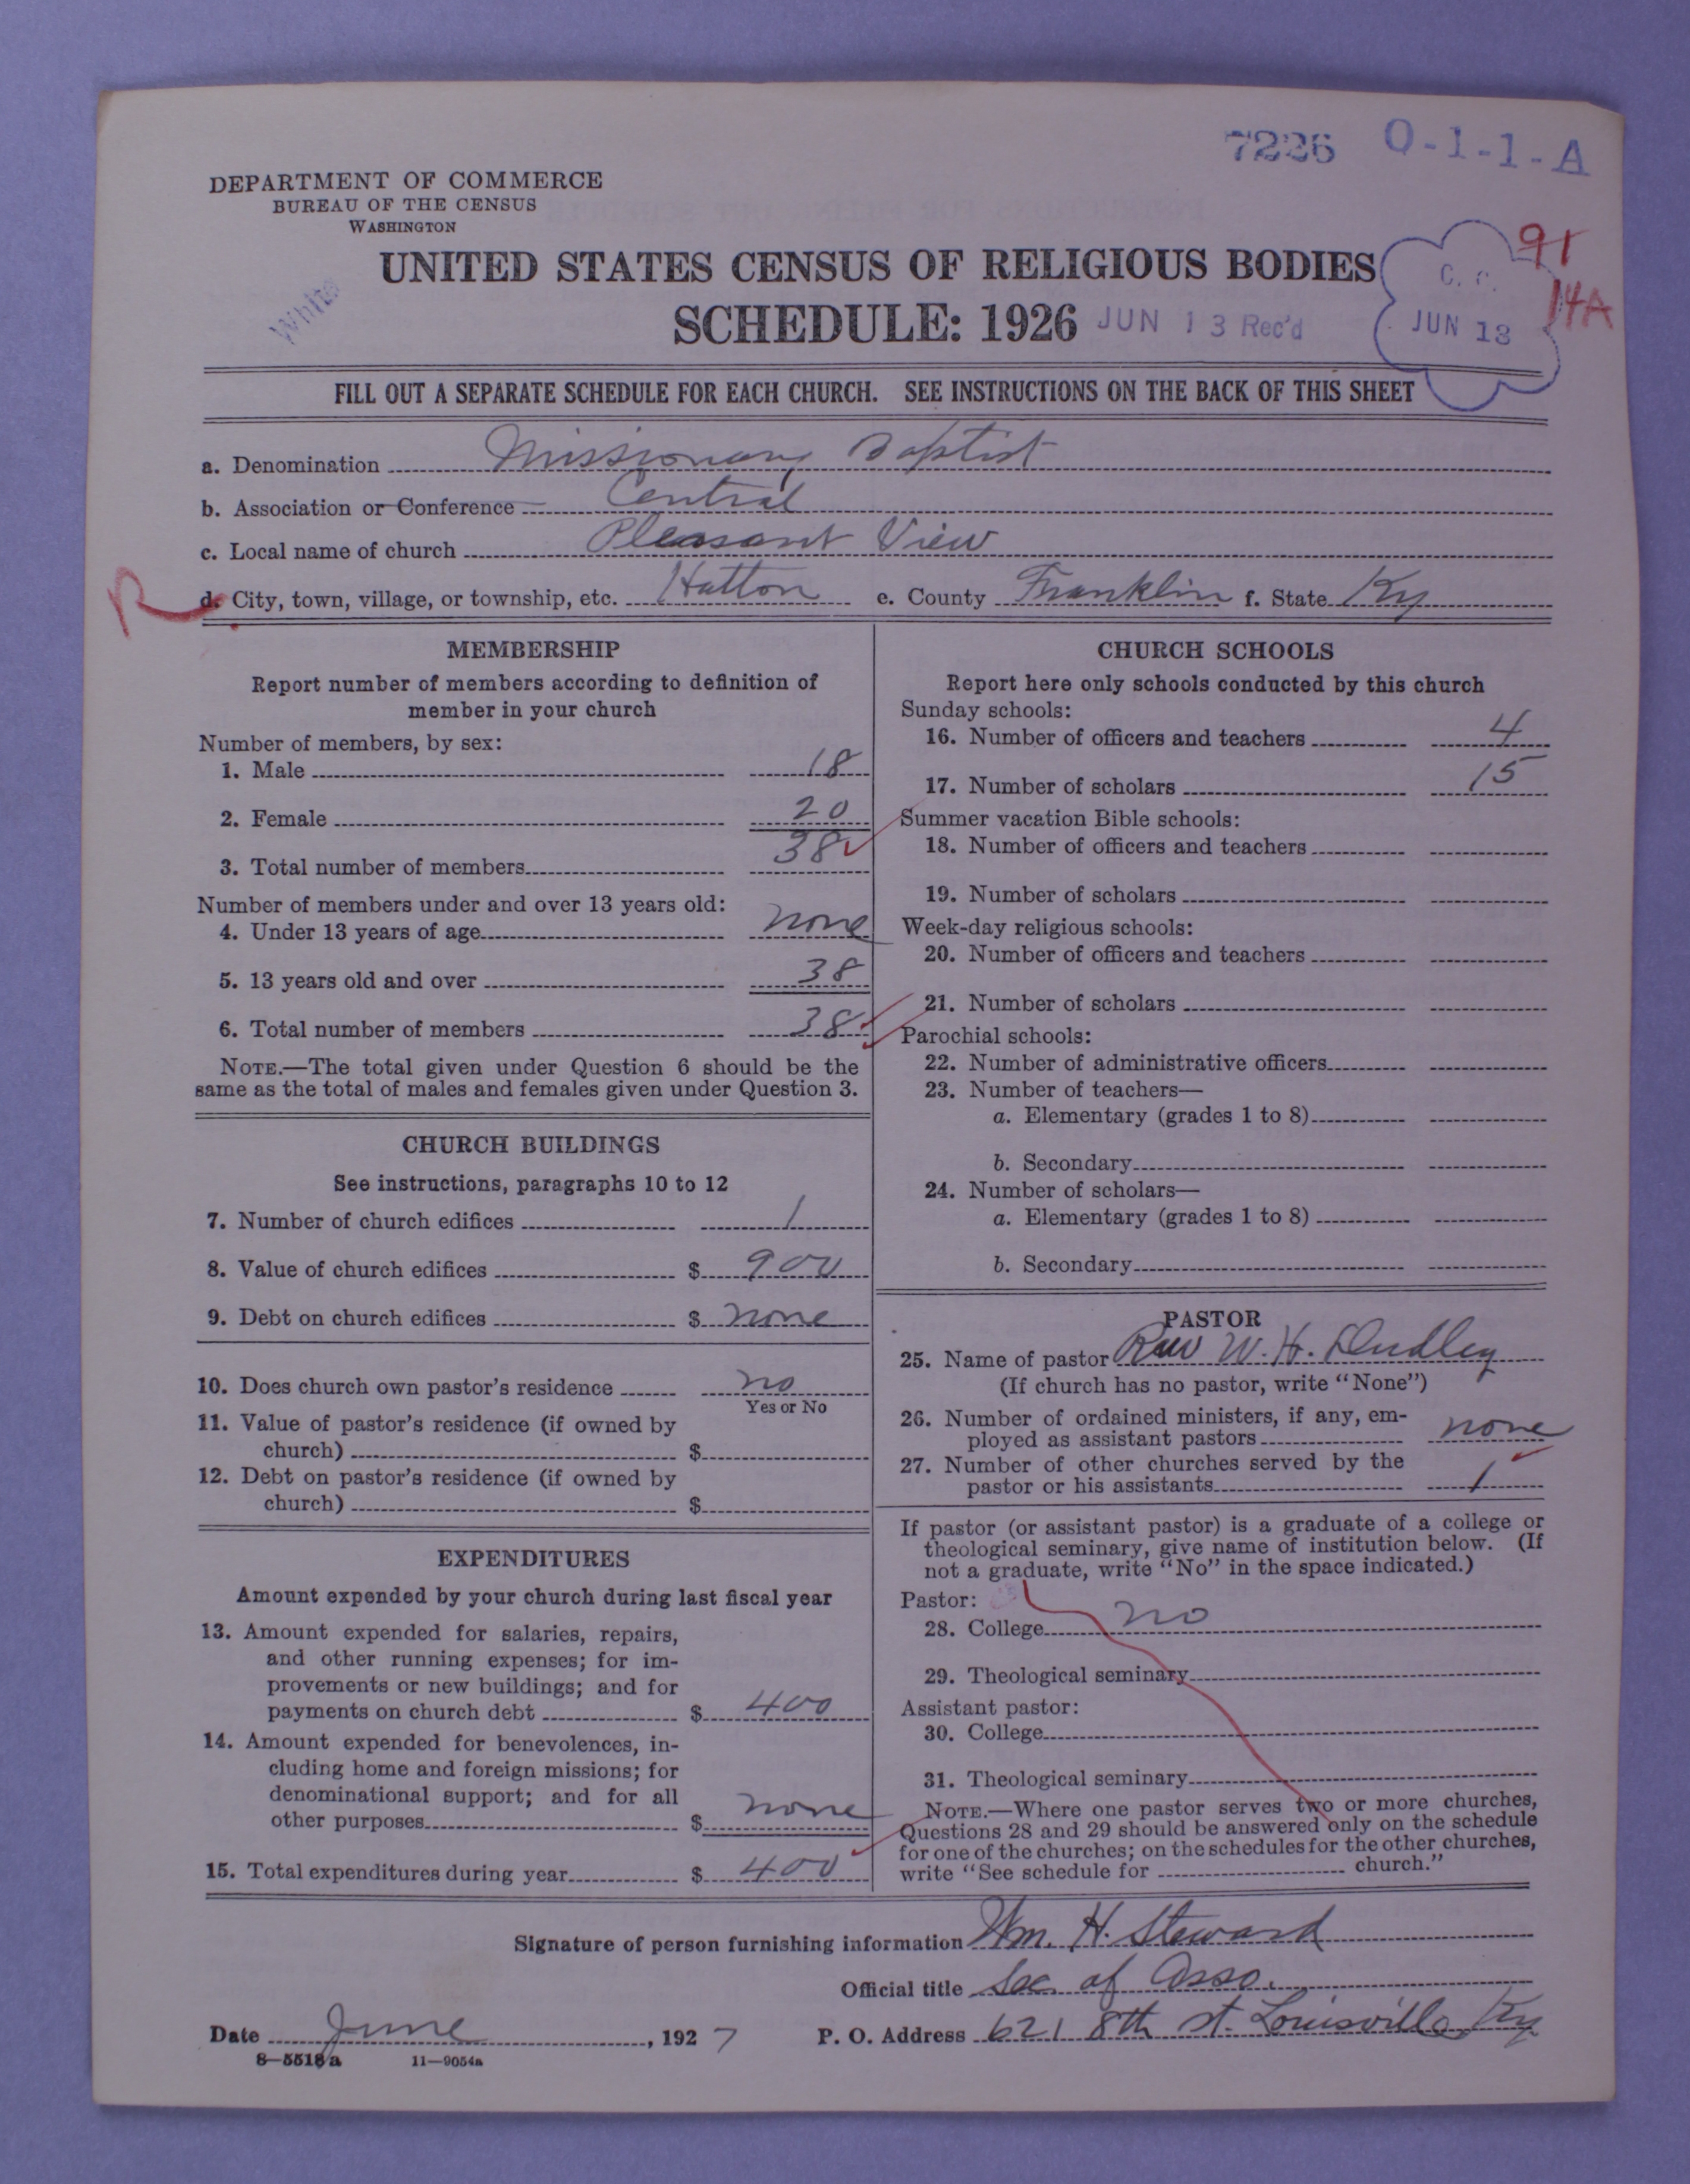 7226 O-1-1-A
DEPARTMENT OF COMMERCE
BUREAU OF THE CENSUS
WASHINGTON
91
14A
C. C.
JUN 13
White
UNITED STATES CENSUS OF RELIGIOUS BODIES
SCHEDULE: 1926 JUN 13 Rec'd
FILL OUT A SEPARATE SCHEDULE FOR EACH CHURCH. SEE INSTRUCTIONS ON THE BACK OF THIS SHEET
a. Denomination Missionary Baptist
b. Association or Conference Central
c. Local name of church Pleasant View
R
d. City, town, village, or township, etc. Hatton e. County Franklin f. State Ky
MEMBERSHIP
Report number of members according to definition of
member in your church
Number of members, by sex:
1. Male 18
2. Female 20
3. Total number of members 38
Number of members under and over 13 years old:
4. Under 13 years of age none
5. 13 years old and over 38
6. Total number of members 38
NOTE.—The total given under Question 6 should be the
same as the total of males and females given under Question 3.
CHURCH BUILDINGS
See instructions, paragraphs 10 to 12
7. Number of church edifices 1
8. Value of church edifices $ 900
9. Debt on church edifices $ none
10. Does church own pastor's residence no
Yes or No
11. Value of pastor's residence (if owned by
church) $
12. Debt on pastor's residence (if owned by
church) $
EXPENDITURES
Amount expended by your church during last fiscal year
13. Amount expended for salaries, repairs,
and other running expenses; for im-
provements or new buildings; and for
payments on church debt $ 400
14. Amount expended for benevolences, in-
cluding home and foreign missions; for
denominational support; and for all
other purposes $ none
15. Total expenditures during year $ 400
CHURCH SCHOOLS
Report here only schools conducted by this church
Sunday schools:
16. Number of officers and teachers 4
17. Number of scholars 15
Summer vacation Bible schools:
18. Number of officers and teachers
19. Number of scholars
Week-day religious schools:
20. Number of officers and teachers
21. Number of scholars
Parochial schools:
22. Number of administrative officers
23. Number of teachers—
a. Elementary (grades 1 to 8)
b. Secondary
24. Number of scholars—
a. Elementary (grades 1 to 8)
b. Secondary
PASTOR
25. Name of pastor Rev W. H. Dudley
(If church has no pastor, write "None")
26. Number of ordained ministers, if any, em-
ployed as assistant pastors none
27. Number of other churches served by the
pastor or his assistants 1
If pastor (or assistant pastor) is a graduate of a college or
theological seminary, give name of institution below. (If
not a graduate, write "No" in the space indicated.)
Pastor:
28. College no
29. Theological seminary
Assistant pastor:
30. College
31. Theological seminary
NOTE.—Where one pastor serves two or more churches,
Questions 28 and 29 should be answered only on the schedule
for one of the churches; on the schedules for the other churches,
write "See schedule for church."
Signature of person furnishing information Wm. H. Steward
Official title Sec. of Asso.
Date June, 1927 P. O. Address 621 8th st. Louisville Ky
8—5518a 11—9054a